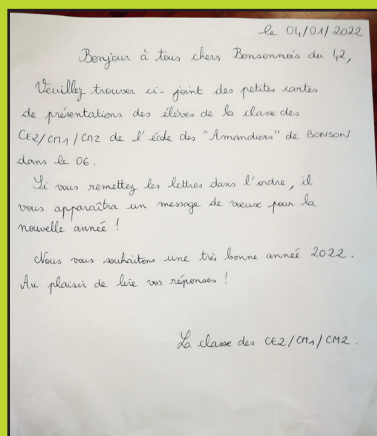 le 04/01/2022
Bonjour à tous chers Bonsonnais du 42,
Veuillez trouver ci-joint des petites cartes
de présentations des élèves de la classe des
CE2/CM1/CM2 de l'école des "Amandiers" de BONSON
dans le 06.
Si vous remettez les lettres dans l'ordre, il
vous apparaîtra un message de vœux pour la
nouvelle année !
Nous vous souhaitons une très bonne année 2022.
Au plaisir de lire vos réponses !
La classe des CE2/CM1/CM2.